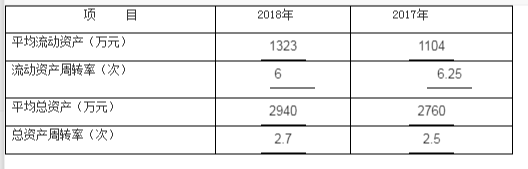 项 目 2018年 2017年
平均流动资产（万元） 1323 1104
流动资产周转率（次） 6 6.25
平均总资产（万元） 2940 2760
总资产周转率（次） 2.7 2.5